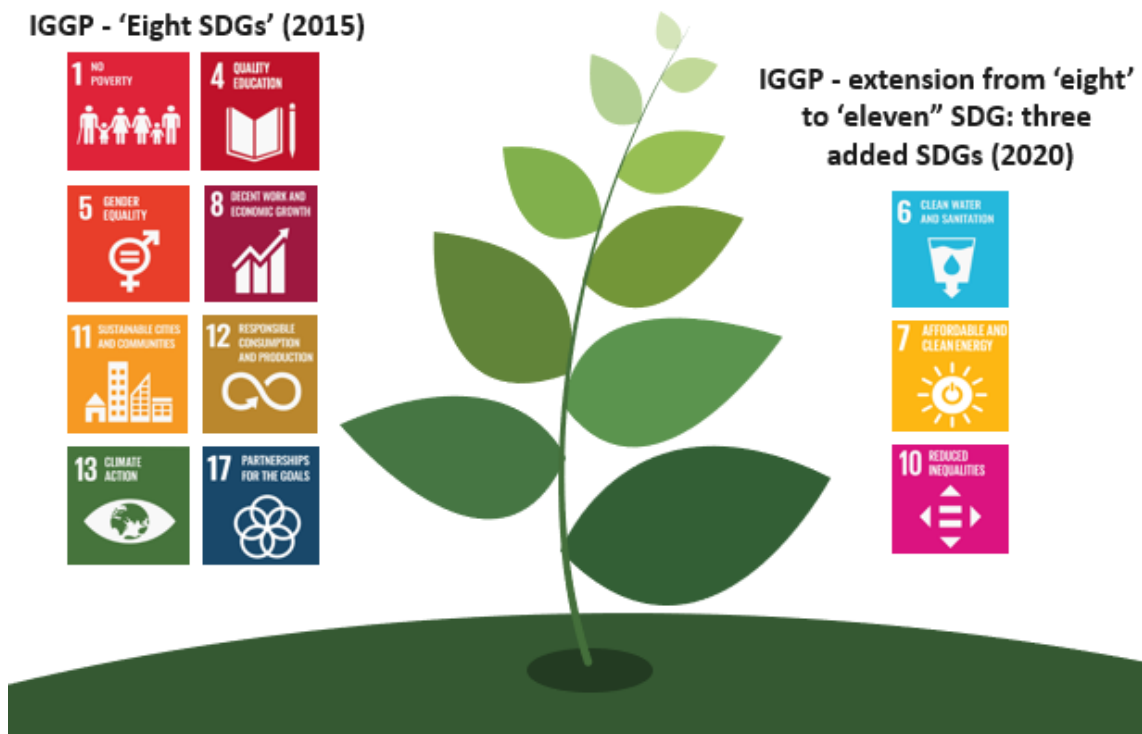 IGGP - ‘Eight SDGs’ (2015)
1 NO
POVERTY
4 QUALITY
EDUCATION
5 GENDER
EQUALITY
8 DECENT WORK AND
ECONOMIC GROWTH
11 SUSTAINABLE CITIES
AND COMMUNITIES
12 RESPONSIBLE
CONSUMPTION
AND PRODUCTION
13 CLIMATE
ACTION
17 PARTNERSHIPS
FOR THE GOALS
IGGP - extension from ‘eight’
to ‘eleven” SDG: three
added SDGs (2020)
6 CLEAN WATER
AND SANITATION
7 AFFORDABLE AND
CLEAN ENERGY
10 REDUCED
INEQUALITIES